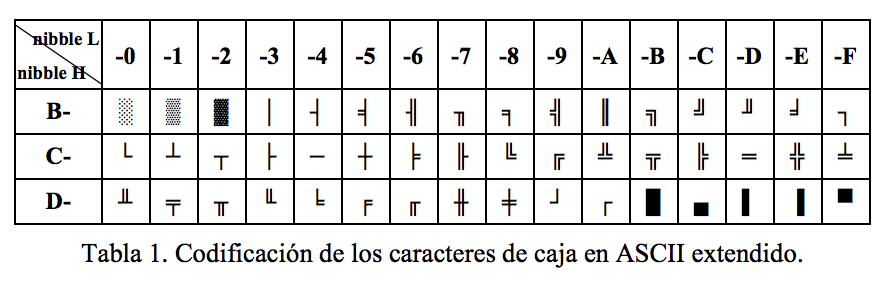 nibble L
nibble H
-0 -1 -2 -3 -4 -5 -6 -7 -8 -9 -A -B -C -D -E -F
B- ░ ▒ ▓ │ ┤ ╡ ╢ ╖ ╕ ╣ ║ ╗ ╝ ╜ ╛ ┐
C- └ ┴ ┬ ├ ─ ┼ ╞ ╟ ╚ ╔ ╩ ╦ ╠ ═ ╬ ╧
D- ╨ ╤ ╥ ╙ ╘ ╒ ╓ ╫ ╪ ┘ ┌ █ ▄ ▌ ▐ ▀
Tabla 1. Codificación de los caracteres de caja en ASCII extendido.